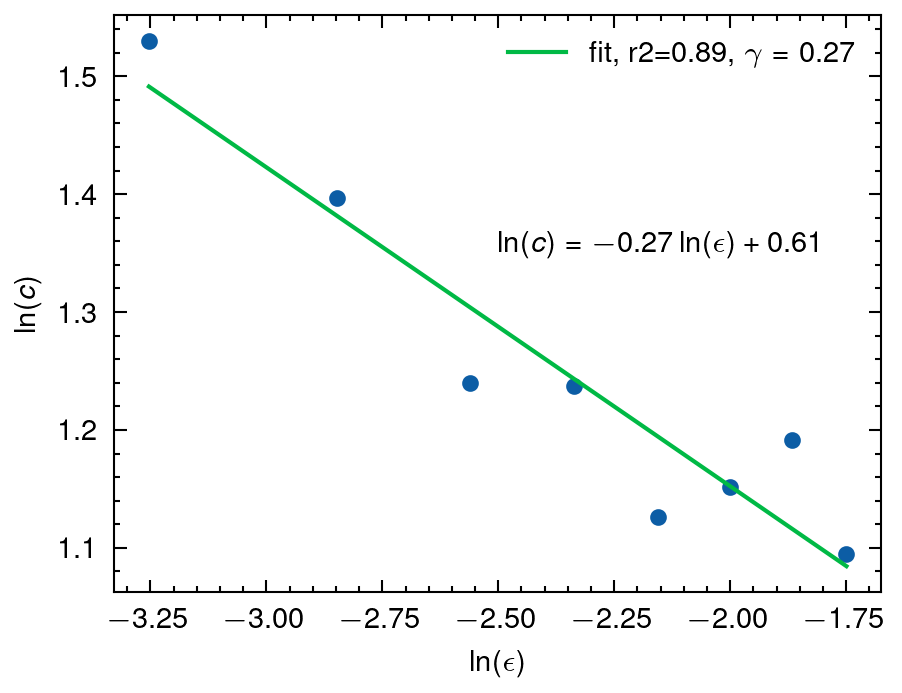 fit, r2=0.89, γ = 0.27
ln(c) = −0.27 ln(ϵ) + 0.61
ln(c)
1.5
1.4
1.3
1.2
1.1
−3.25 −3.00 −2.75 −2.50 −2.25 −2.00 −1.75
ln(ϵ)